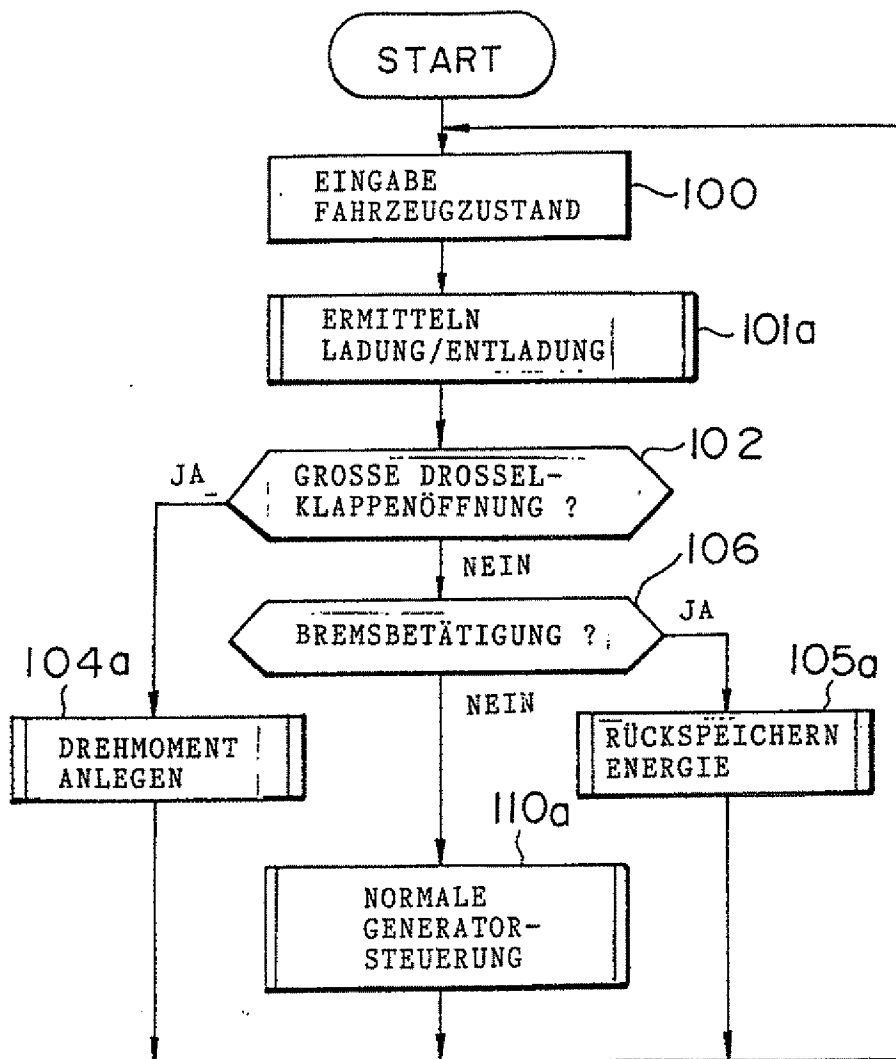 START
EINGABE
FAHRZEUGZUSTAND
100
ERMITTELN
LADUNG/ENTLADUNG
101a
102
JA
GROSSE DROSSEL-
KLAPPENÖFFNUNG ?
NEIN
106
BREMSBETÄTIGUNG ?
JA
104a
NEIN
105a
DREHMOMENT
ANLEGEN
RÜCKSPEICHERN
ENERGIE
110a
NORMALE
GENERATOR-
STEUERUNG